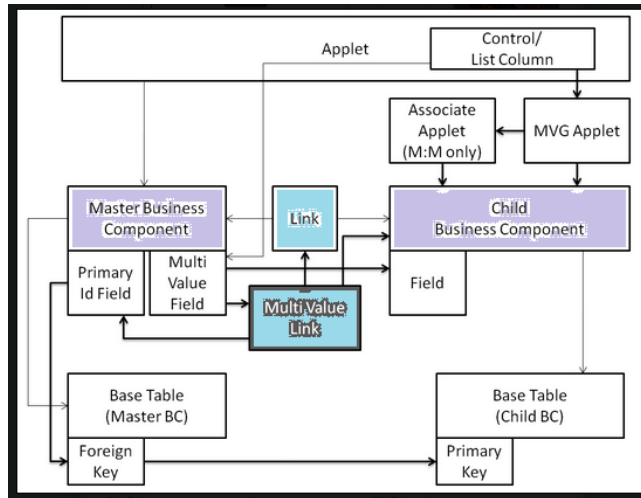 Applet
Control/
List Column
Associate
Applet
(M:M only)
MVG Applet
Master Business
Component
Link
Child
Business Component
Primary
Id Field
Multi
Value
Field
Field
Multi Value
Link
Base Table
(Master BC)
Base Table
(Child BC)
Foreign
Key
Primary
Key